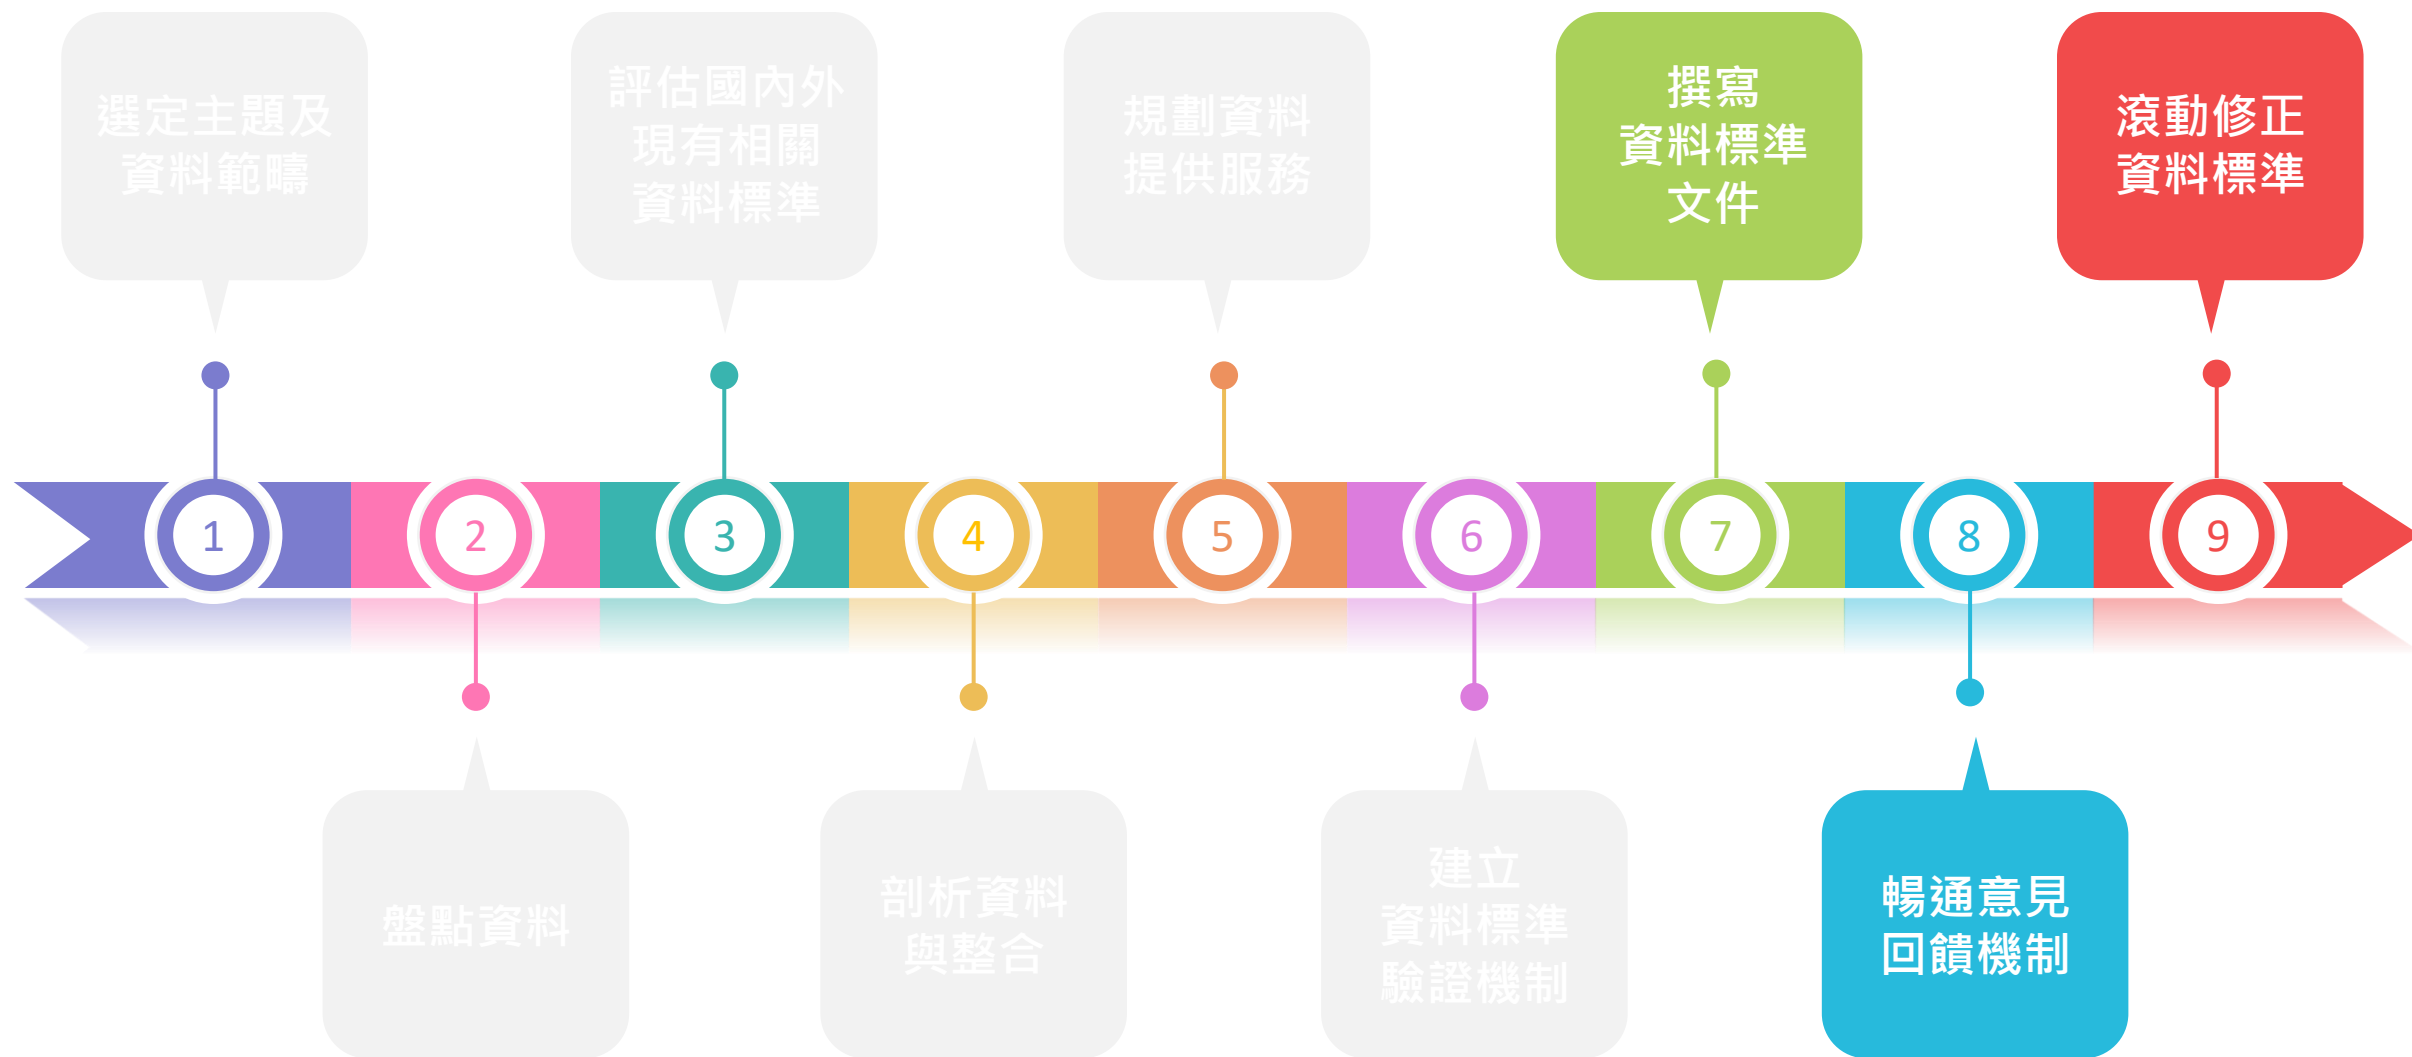 選定主題及
資料範疇
評估國內外
現有相關
資料標準
規劃資料
提供服務
撰寫
資料標準
文件
滾動修正
資料標準
1
2
3
4
5
6
7
8
9
盤點資料
剖析資料
與整合
建立
資料標準
驗證機制
暢通意見
回饋機制